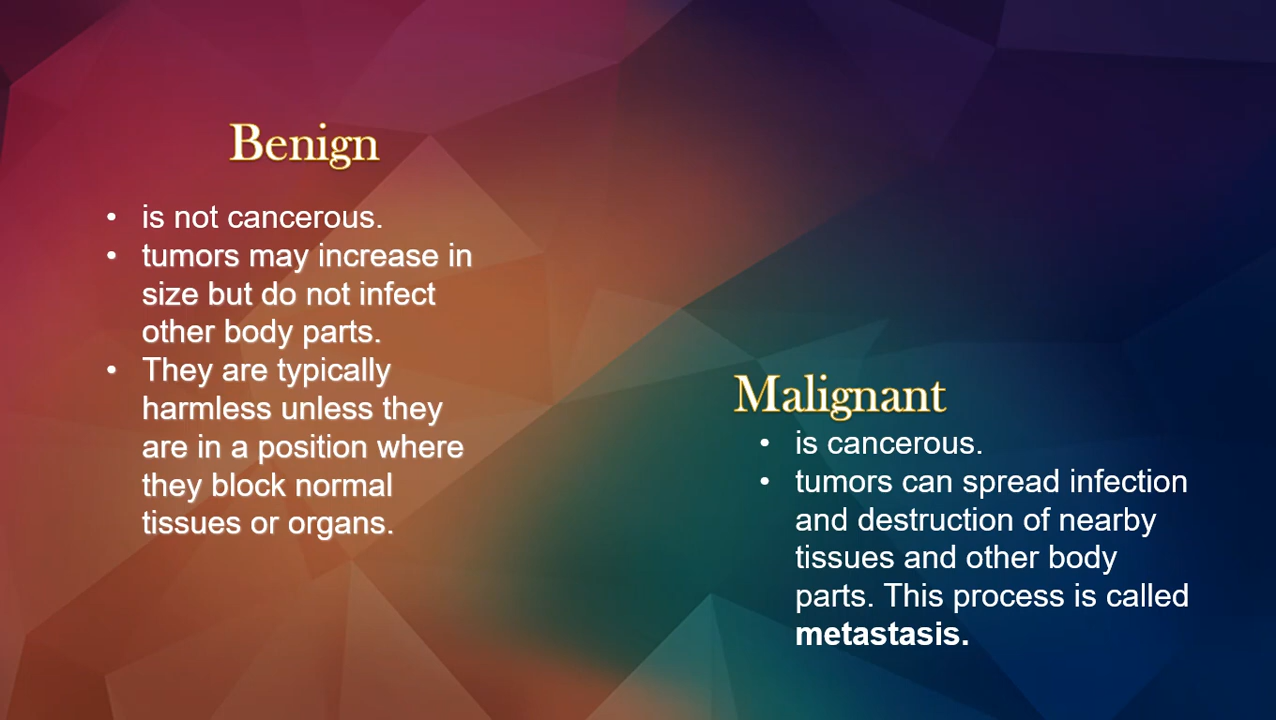 Benign
• is not cancerous.
• tumors may increase in
size but do not infect
other body parts.
• They are typically
harmless unless they
are in a position where
they block normal
tissues or organs.
Malignant
• is cancerous.
• tumors can spread infection
and destruction of nearby
tissues and other body
parts. This process is called
metastasis.